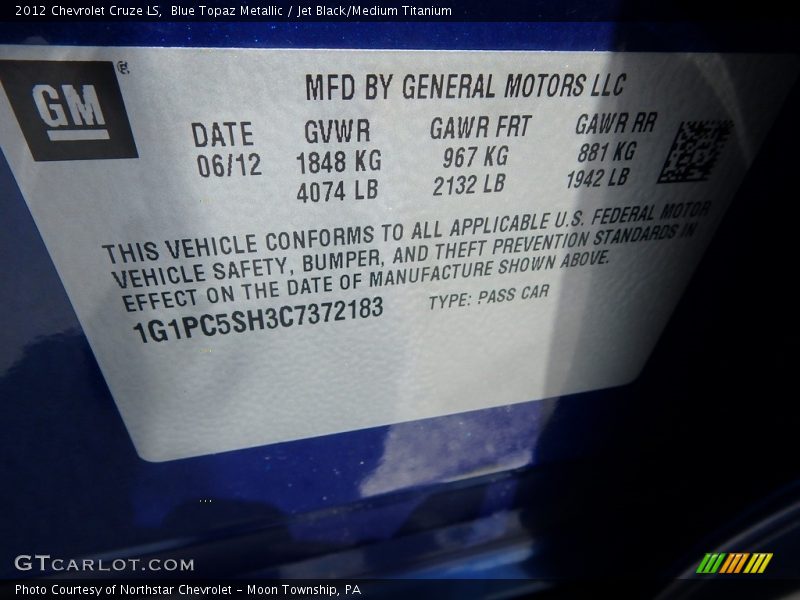 2012 Chevrolet Cruze LS, Blue Topaz Metallic / Jet Black/Medium Titanium
GM®
MFD BY GENERAL MOTORS LLC
DATE GVWR GAWR FRT GAWR RR
06/12 1848 KG 967 KG 881 KG
4074 LB 2132 LB 1942 LB
THIS VEHICLE CONFORMS TO ALL APPLICABLE U.S. FEDERAL MOTOR
VEHICLE SAFETY, BUMPER, AND THEFT PREVENTION STANDARDS IN
EFFECT ON THE DATE OF MANUFACTURE SHOWN ABOVE.
1G1PC5SH3C7372183 TYPE: PASS CAR
GTCARLOT.COM
Photo Courtesy of Northstar Chevrolet - Moon Township, PA